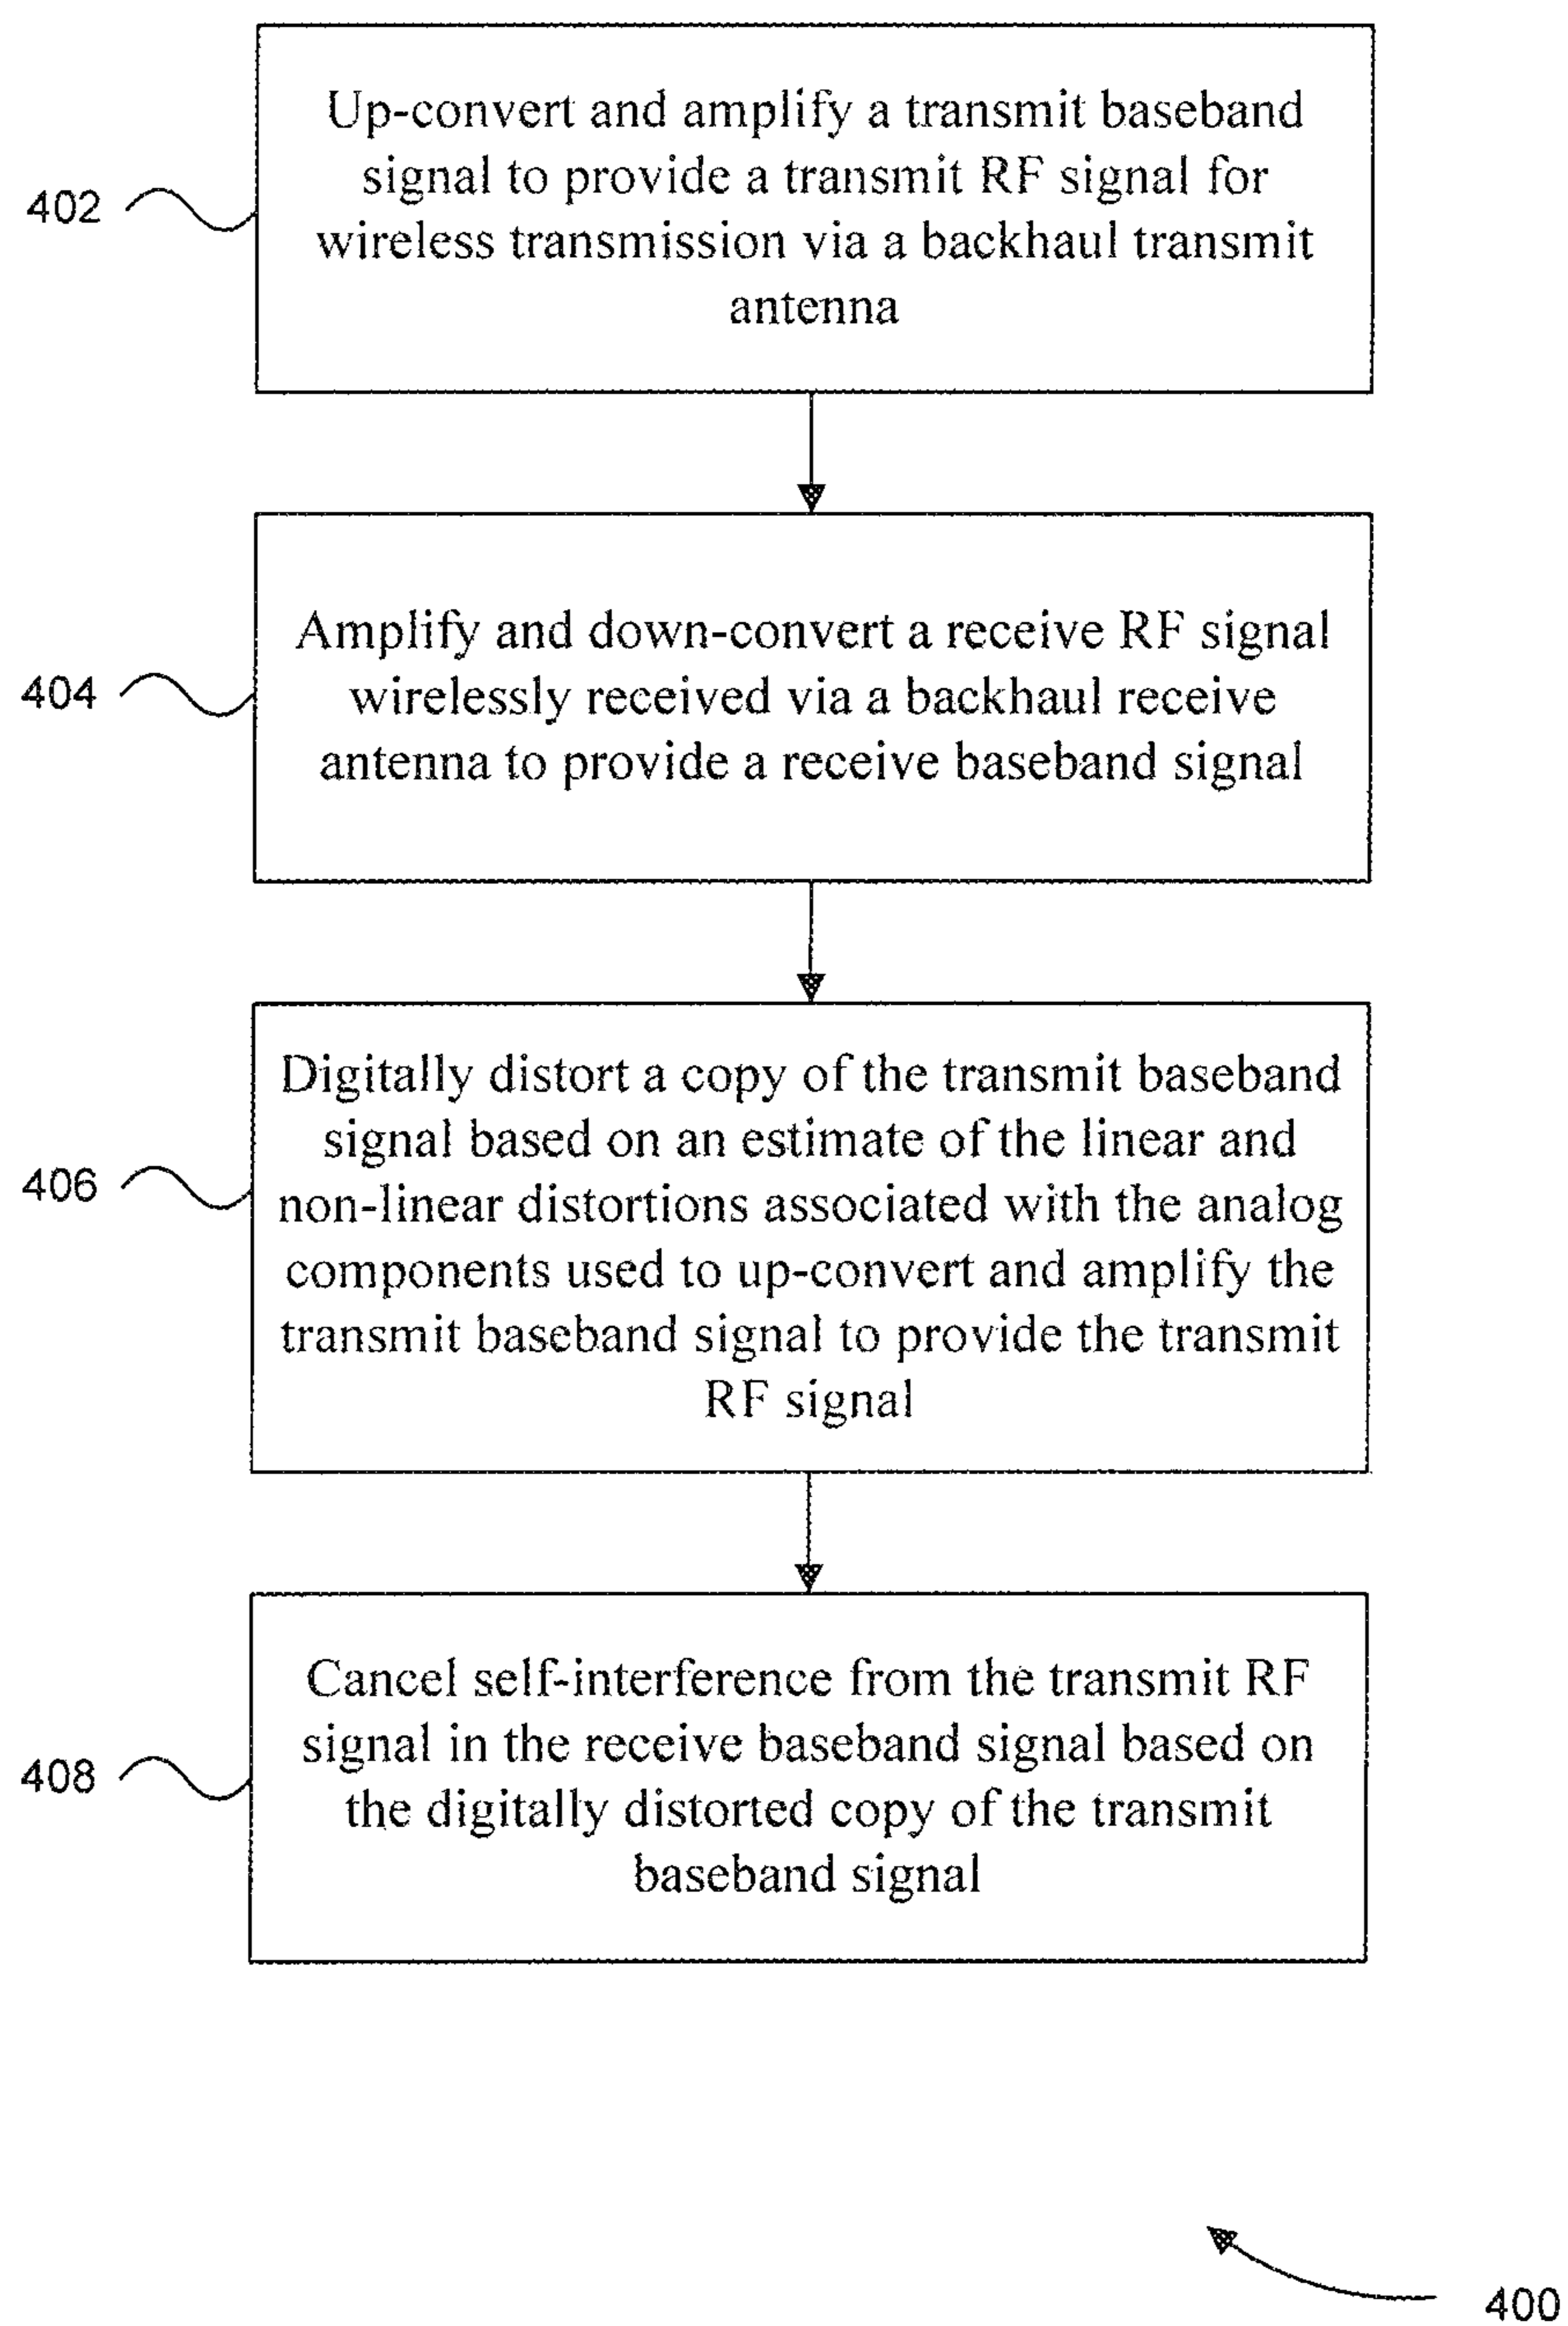 402
Up-convert and amplify a transmit baseband
signal to provide a transmit RF signal for
wireless transmission via a backhaul transmit
antenna
404
Amplify and down-convert a receive RF signal
wirelessly received via a backhaul receive
antenna to provide a receive baseband signal
406
Digitally distort a copy of the transmit baseband
signal based on an estimate of the linear and
non-linear distortions associated with the analog
components used to up-convert and amplify the
transmit baseband signal to provide the transmit
RF signal
408
Cancel self-interference from the transmit RF
signal in the receive baseband signal based on
the digitally distorted copy of the transmit
baseband signal
400